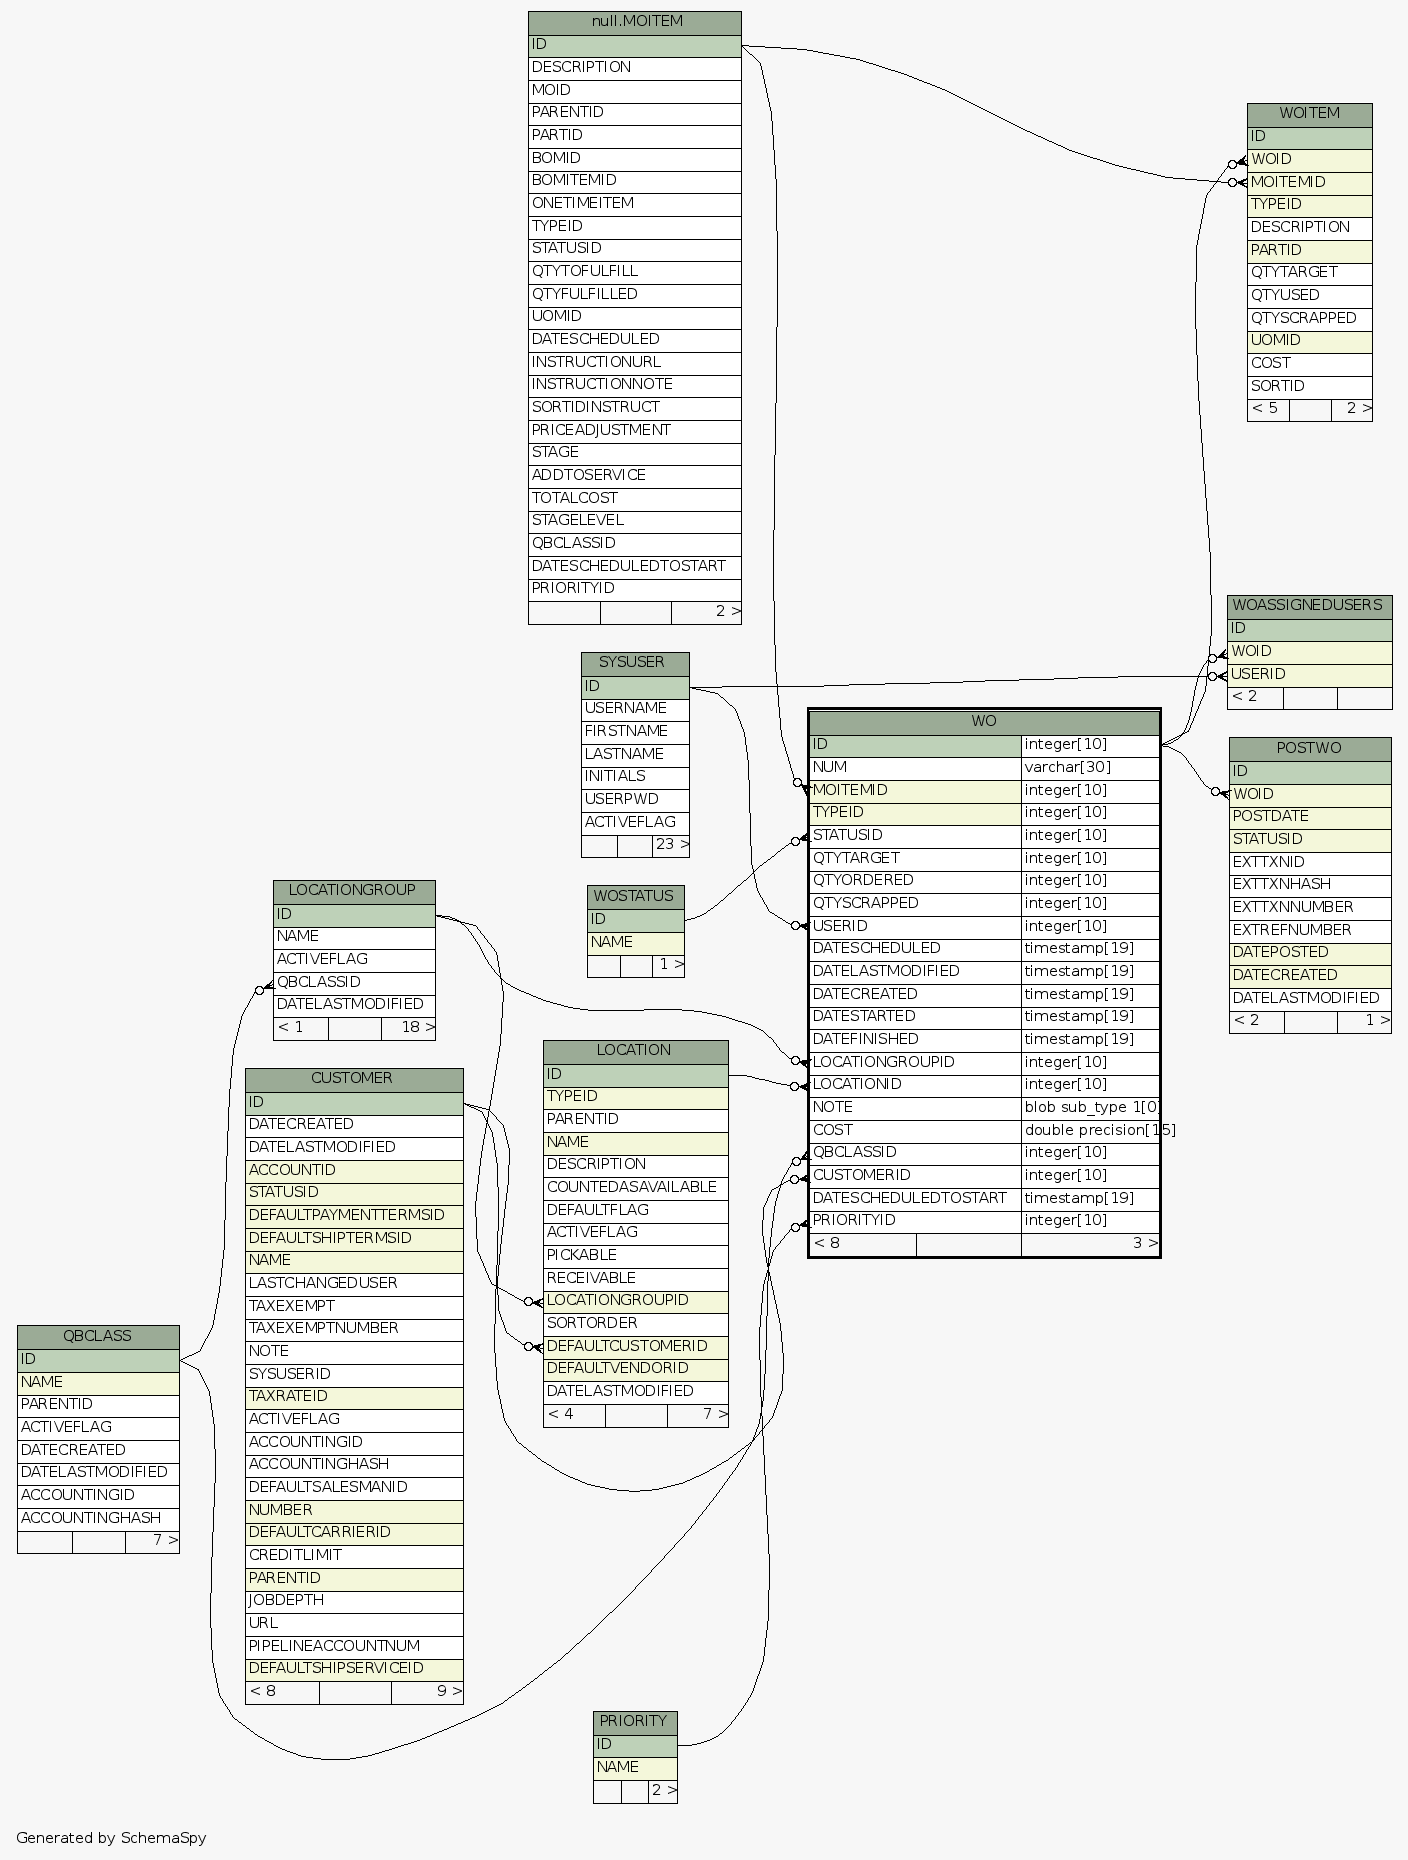 null.MOITEM
ID
DESCRIPTION
MOID
PARENTID
PARTID
BOMID
BOMITEMID
ONETIMEITEM
TYPEID
STATUSID
QTYTOFULFILL
QTYFULFILLED
UOMID
DATESCHEDULED
INSTRUCTIONURL
INSTRUCTIONNOTE
SORTIDINSTRUCT
PRICEADJUSTMENT
STAGE
ADDTOSERVICE
TOTALCOST
STAGELEVEL
QBCLASSID
DATESCHEDULEDTOSTART
PRIORITYID
2 >
WOITEM
ID
WOID
MOITEMID
TYPEID
DESCRIPTION
PARTID
QTYTARGET
QTYUSED
QTYSCRAPPED
UOMID
COST
SORTID
< 5 2 >
WOASSIGNEDUSERS
ID
WOID
USERID
< 2
SYSUSER
ID
USERNAME
FIRSTNAME
LASTNAME
INITIALS
USERPWD
ACTIVEFLAG
23 >
WO
ID integer[10]
NUM varchar[30]
MOITEMID integer[10]
TYPEID integer[10]
STATUSID integer[10]
QTYTARGET integer[10]
QTYORDERED integer[10]
QTYSCRAPPED integer[10]
USERID integer[10]
DATESCHEDULED timestamp[19]
DATELASTMODIFIED timestamp[19]
DATECREATED timestamp[19]
DATESTARTED timestamp[19]
DATEFINISHED timestamp[19]
LOCATIONGROUPID integer[10]
LOCATIONID integer[10]
NOTE blob sub_type 1[0]
COST double precision[15]
QBCLASSID integer[10]
CUSTOMERID integer[10]
DATESCHEDULEDTOSTART timestamp[19]
PRIORITYID integer[10]
< 8 3 >
POSTWO
ID
WOID
POSTDATE
STATUSID
EXTTXNID
EXTTXNHASH
EXTTXNNUMBER
EXTREFNUMBER
DATEPOSTED
DATECREATED
DATELASTMODIFIED
< 2 1 >
WOSTATUS
ID
NAME
1 >
LOCATIONGROUP
ID
NAME
ACTIVEFLAG
QBCLASSID
DATELASTMODIFIED
< 1 18 >
LOCATION
ID
TYPEID
PARENTID
NAME
DESCRIPTION
COUNTEDASAVAILABLE
DEFAULTFLAG
ACTIVEFLAG
PICKABLE
RECEIVABLE
LOCATIONGROUPID
SORTORDER
DEFAULTCUSTOMERID
DEFAULTVENDORID
DATELASTMODIFIED
< 4 7 >
CUSTOMER
ID
DATECREATED
DATELASTMODIFIED
ACCOUNTID
STATUSID
DEFAULTPAYMENTTERMSID
DEFAULTSHIPTERMSID
NAME
LASTCHANGEDUSER
TAXEXEMPT
TAXEXEMPTNUMBER
NOTE
SYSUSERID
TAXRATEID
ACTIVEFLAG
ACCOUNTINGID
ACCOUNTINGHASH
DEFAULTSALESMANID
NUMBER
DEFAULTCARRIERID
CREDITLIMIT
PARENTID
JOBDEPTH
URL
PIPELINEACCOUNTNUM
DEFAULTSHIPSERVICEID
< 8 9 >
QBCLASS
ID
NAME
PARENTID
ACTIVEFLAG
DATECREATED
DATELASTMODIFIED
ACCOUNTINGID
ACCOUNTINGHASH
7 >
PRIORITY
ID
NAME
2 >
Generated by SchemaSpy